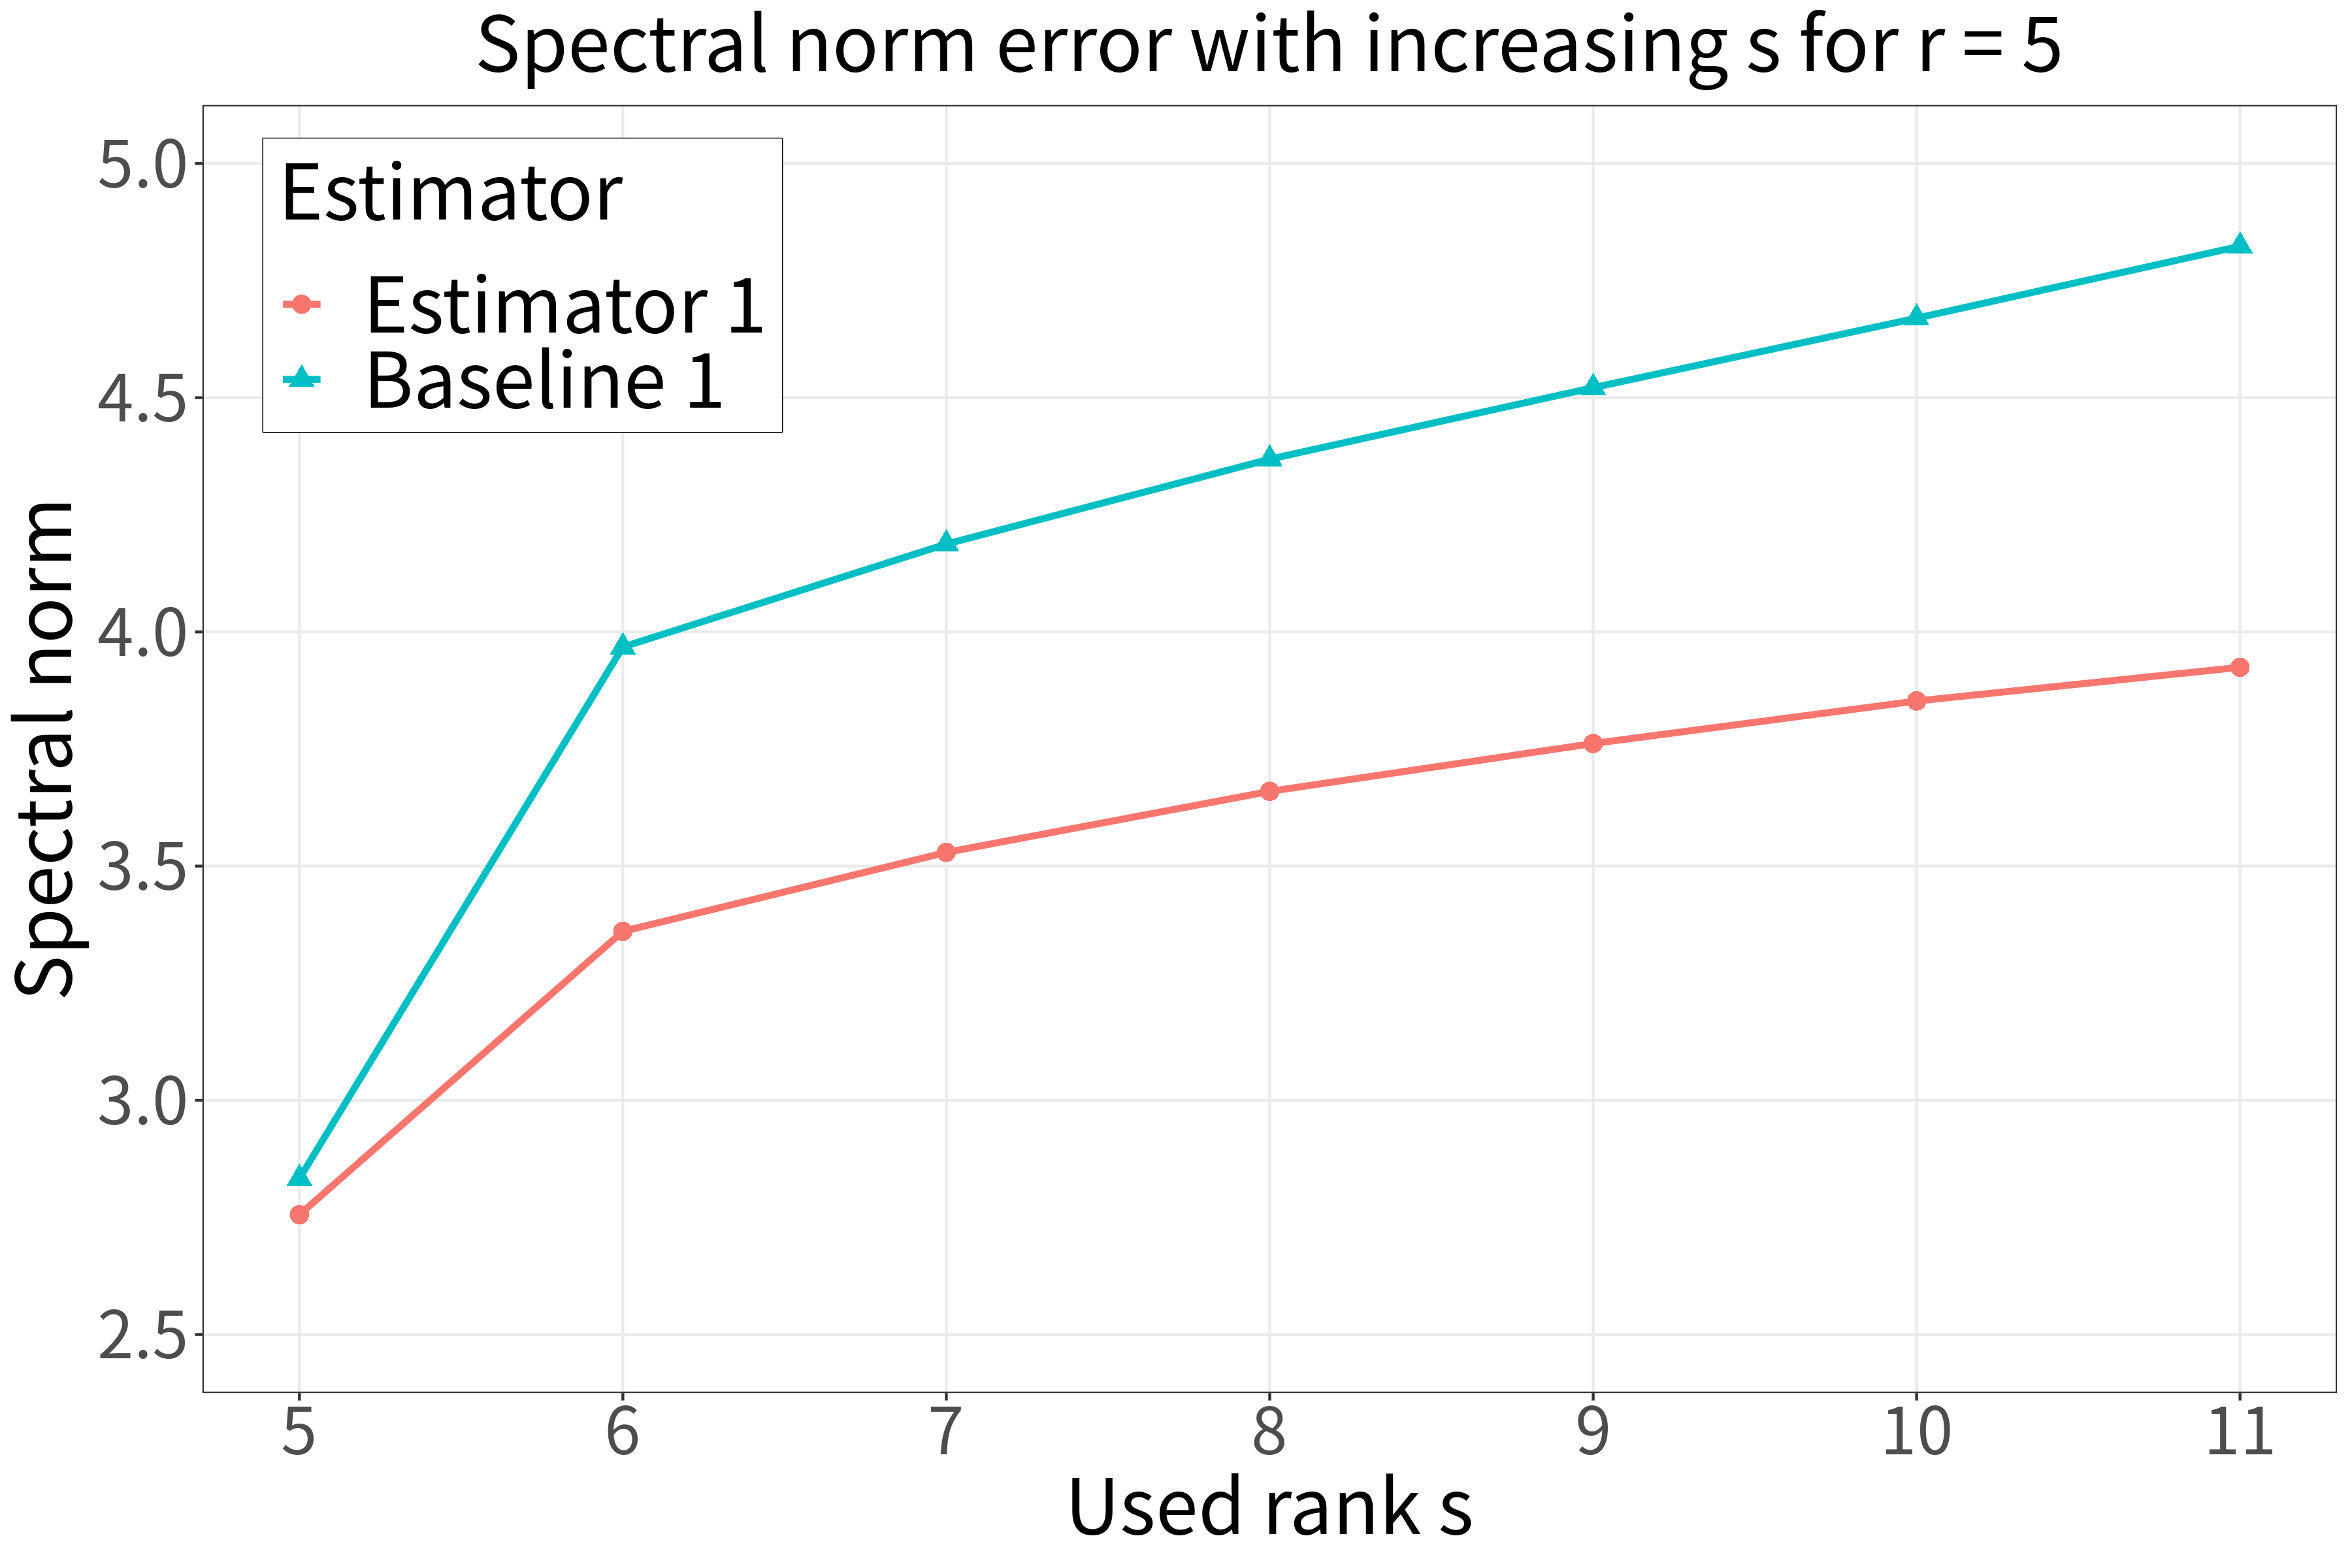 Spectral norm error with increasing s for r = 5
Estimator
Estimator 1
Baseline 1
Spectral norm
5.0
4.5
4.0
3.5
3.0
2.5
5 6 7 8 9 10 11
Used rank s